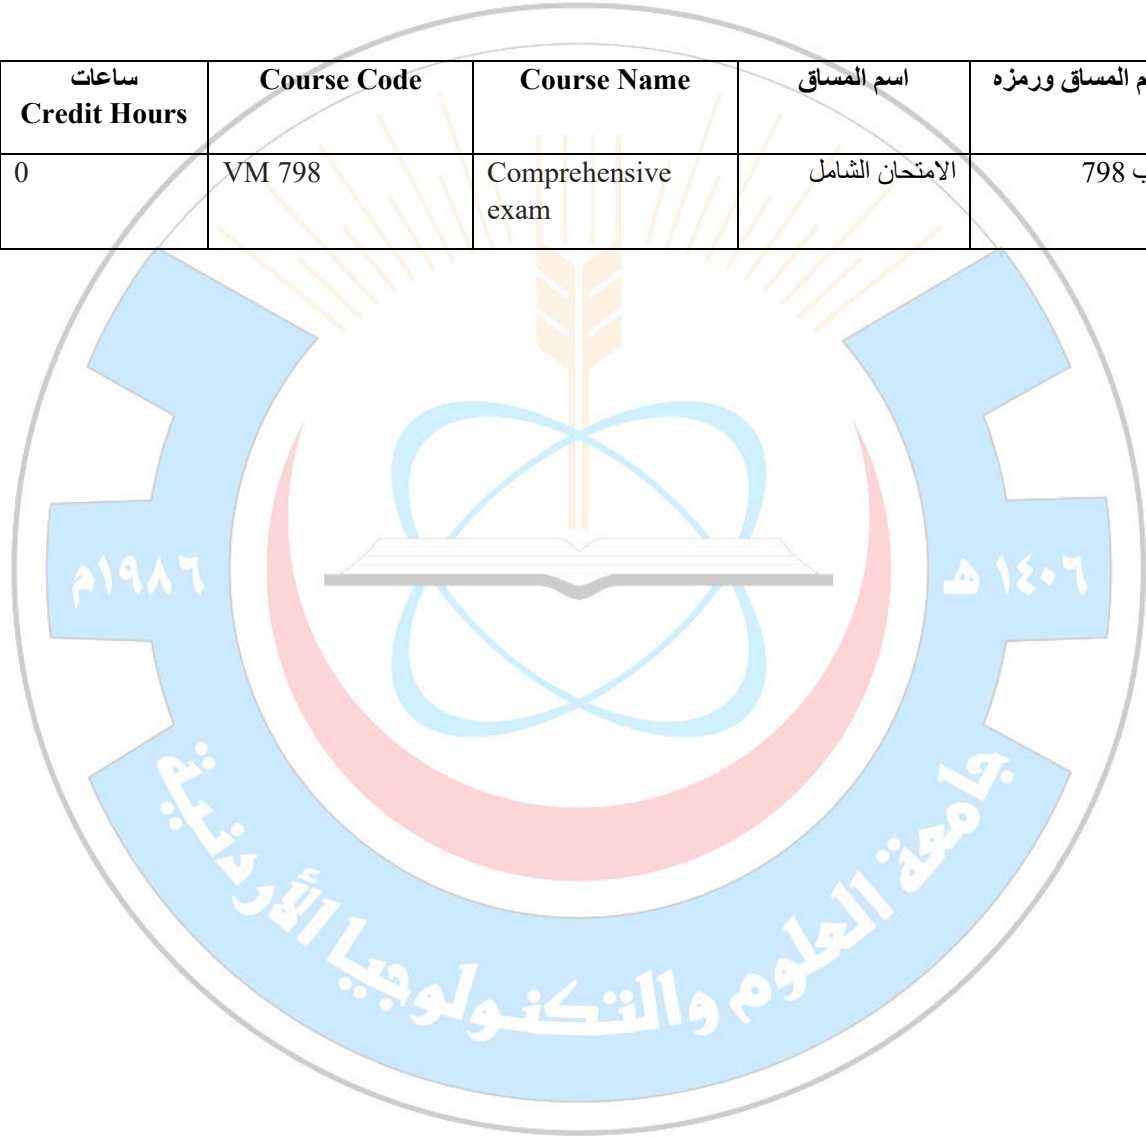 ساعات Credit Hours
Course Code
Course Name
اسم المساق
المساق ورمزه
0
VM 798
Comprehensive exam
الامتحان الشامل
798
١٩٨٦م
١٤٠٦ هـ
جامعة العلوم والتكنولوجيا الأردنية